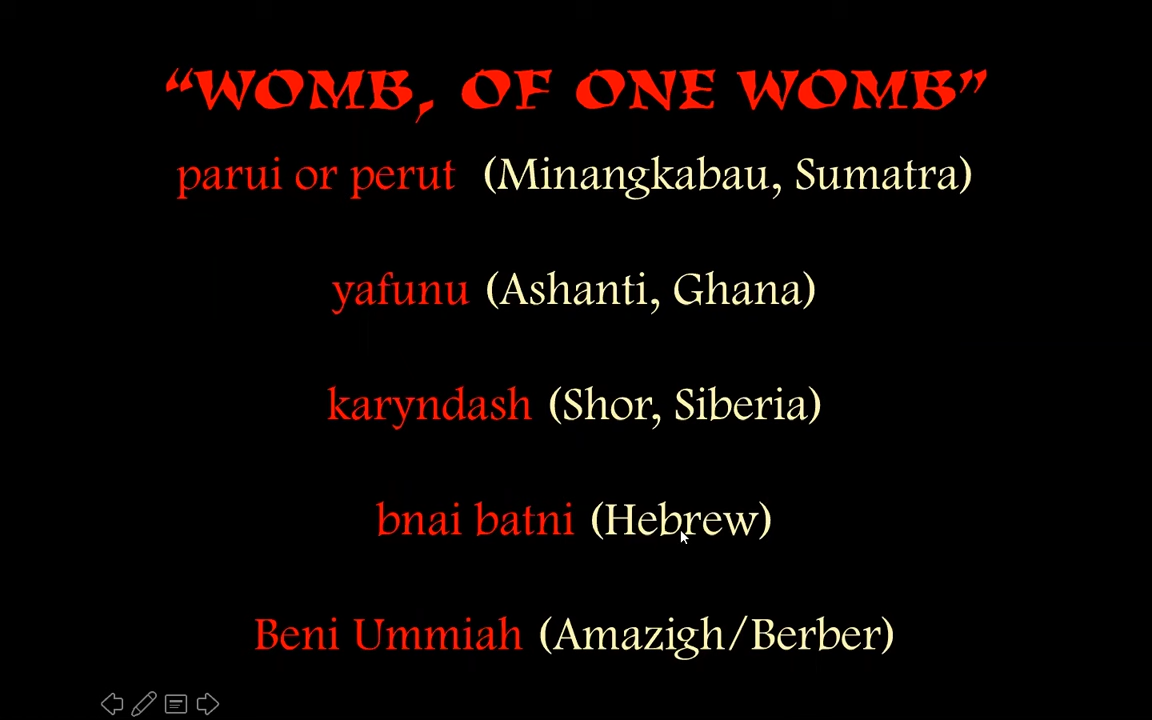 “WOMB, OF ONE WOMB”
parui or perut (Minangkabau, Sumatra)
yafunu (Ashanti, Ghana)
karyndash (Shor, Siberia)
bnai batni (Hebrew)
Beni Ummiah (Amazigh/Berber)